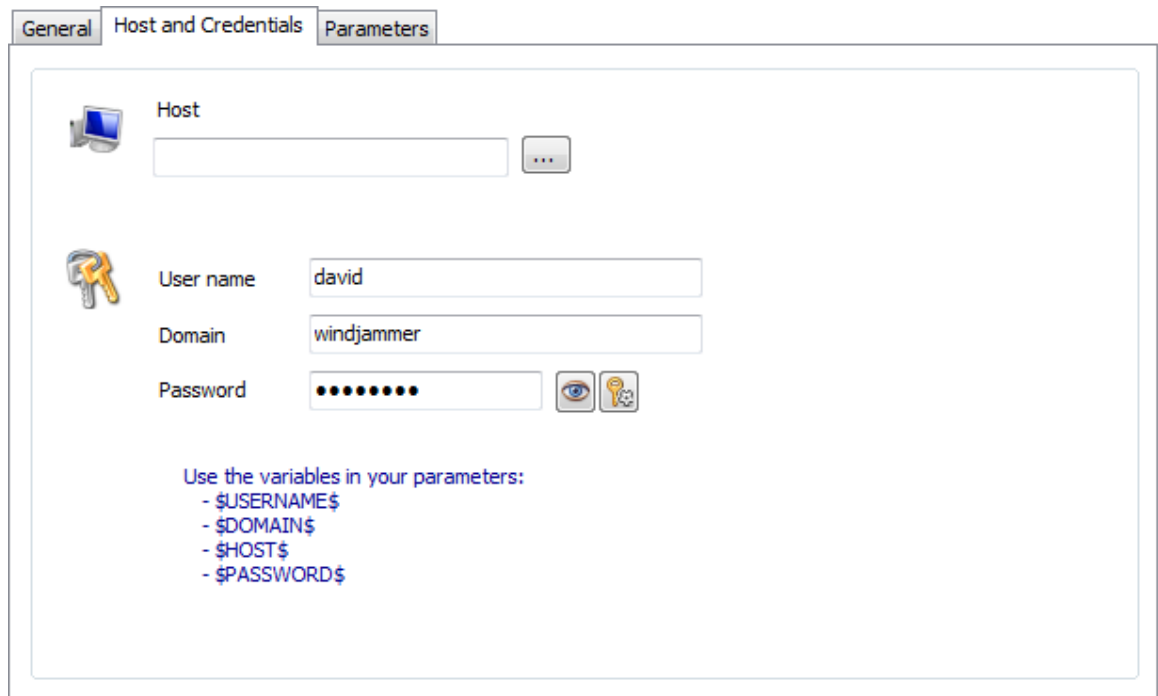 General Host and Credentials Parameters
Host
...
User name david
Domain windjammer
Password ••••••••
Use the variables in your parameters:
- $USERNAME$
- $DOMAIN$
- $HOST$
- $PASSWORD$